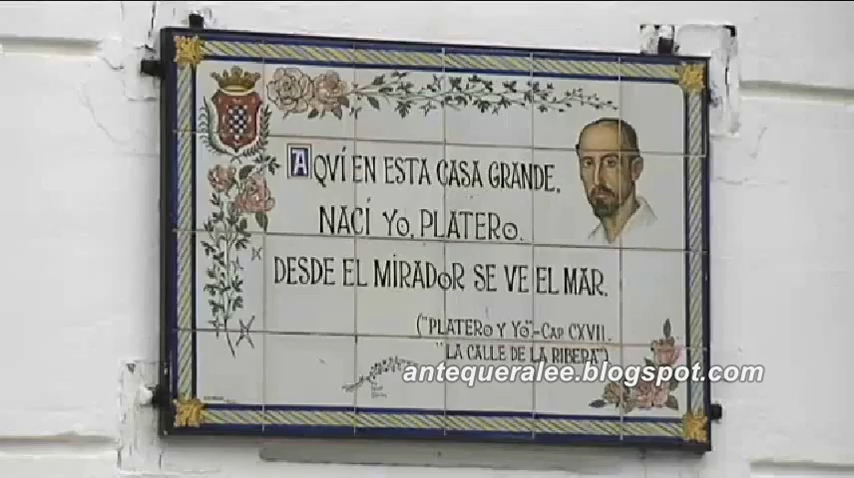 AQVÍ EN ESTA CASA GRANDE,
NACÍ YO, PLATERO.
DESDE EL MIRADOR SE VE EL MAR.
("PLATERO Y YO"-CAP CXVII.
"LA CALLE DE LA RIBERA")
antequeralee.blogspot.com